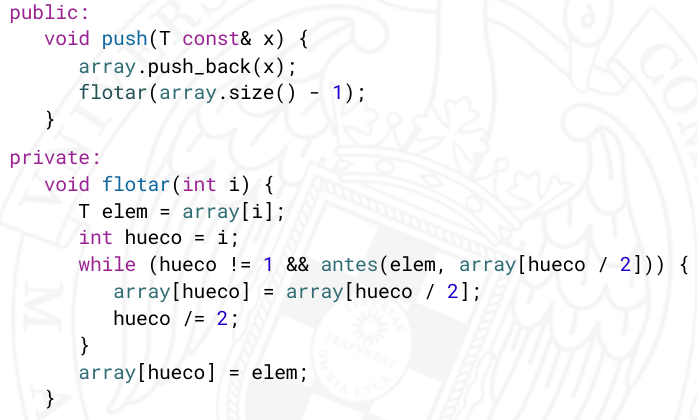 public:
   void push(T const& x) {
      array.push_back(x);
      flotar(array.size() - 1);
   }
private:
   void flotar(int i) {
      T elem = array[i];
      int hueco = i;
      while (hueco != 1 && antes(elem, array[hueco / 2])) {
         array[hueco] = array[hueco / 2];
         hueco /= 2;
      }
      array[hueco] = elem;
   }